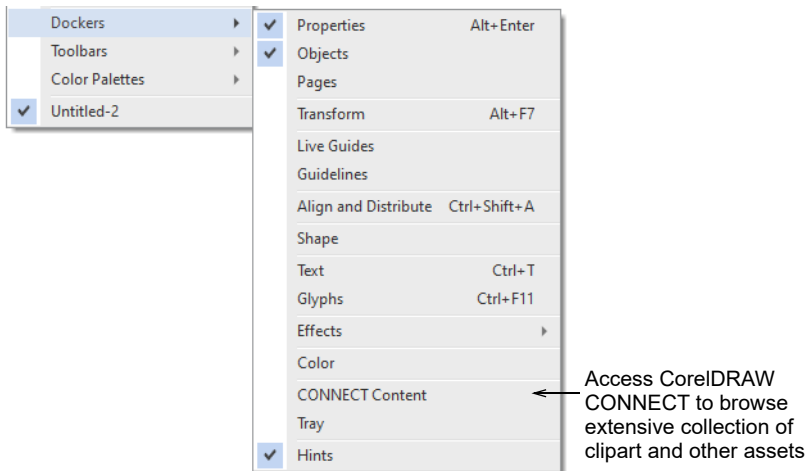 Dockers
Toolbars
Color Palettes
Untitled-2
Properties Alt+Enter
Objects
Pages
Transform Alt+F7
Live Guides
Guidelines
Align and Distribute Ctrl+Shift+A
Shape
Text Ctrl+T
Glyphs Ctrl+F11
Effects
Color
CONNECT Content
Tray
Hints
Access CorelDRAW
CONNECT to browse
extensive collection of
clipart and other assets